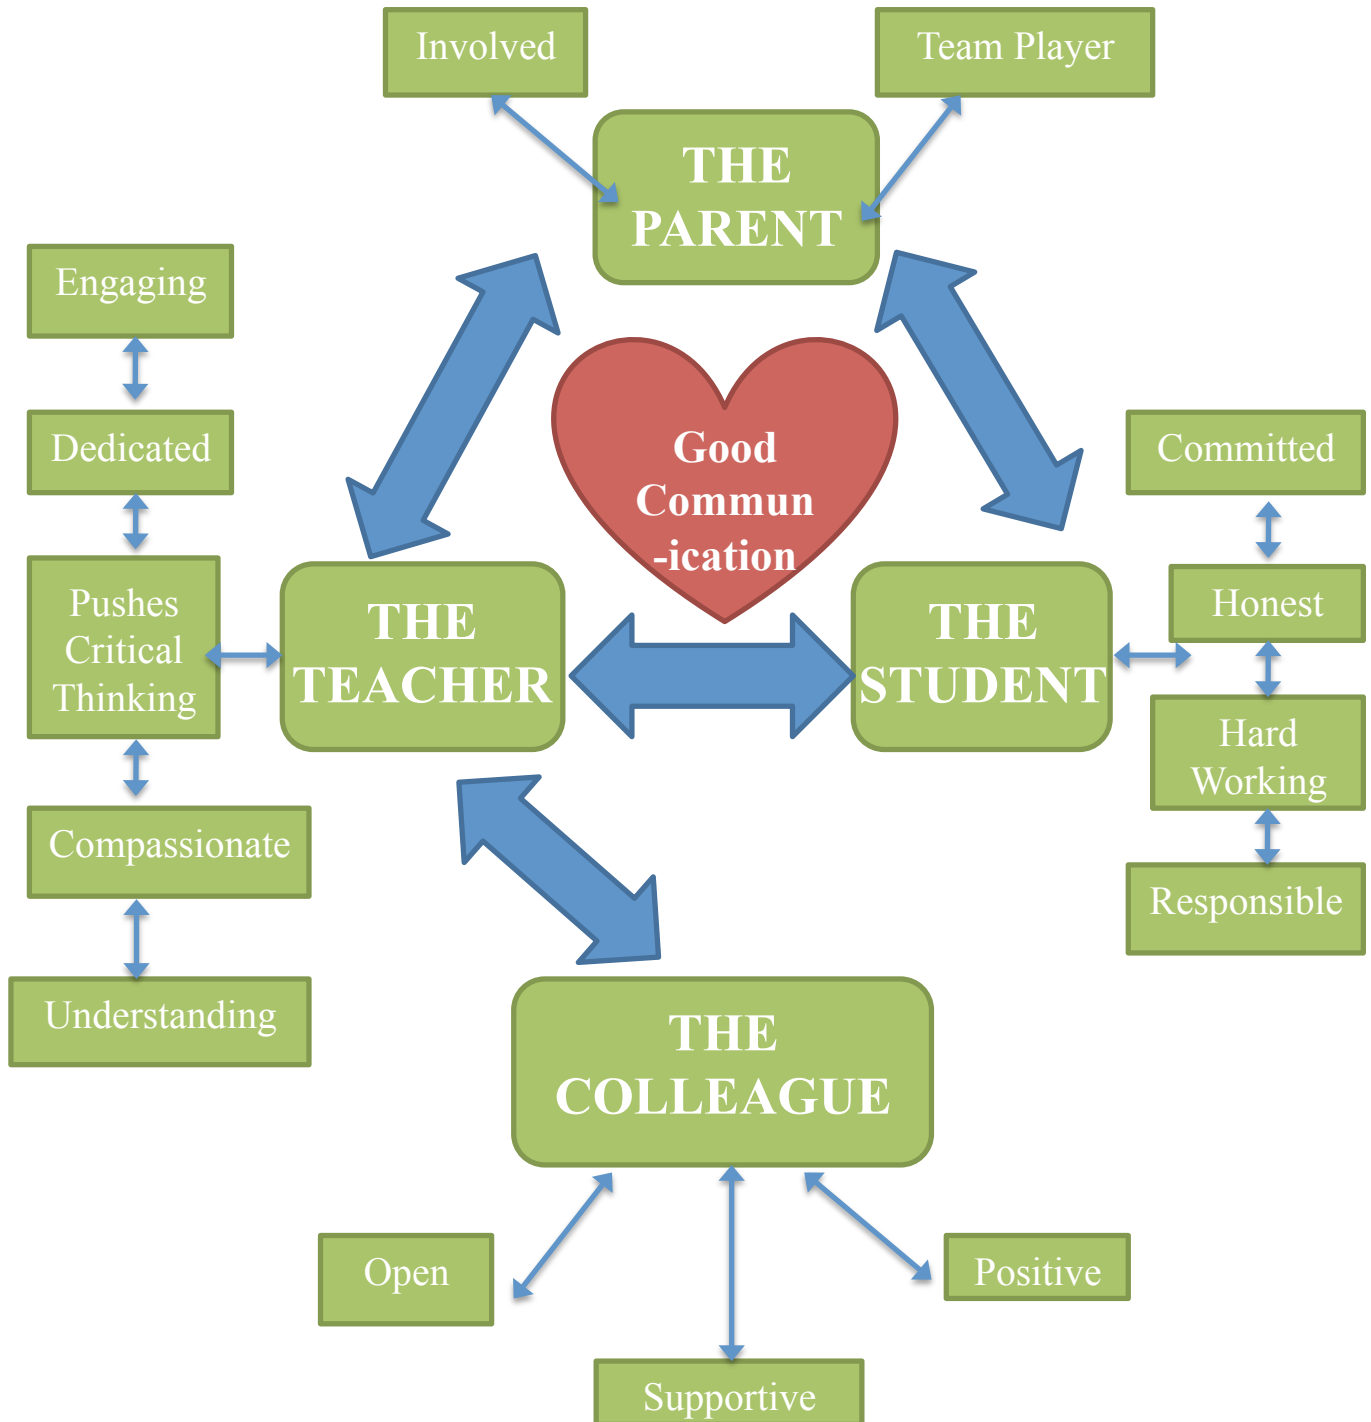 Involved
Team Player
THE
PARENT
Engaging
Dedicated
Pushes
Critical
Thinking
Compassionate
Understanding
Good
Commun
-ication
THE
TEACHER
THE
STUDENT
Committed
Honest
Hard
Working
Responsible
THE
COLLEAGUE
Open
Supportive
Positive